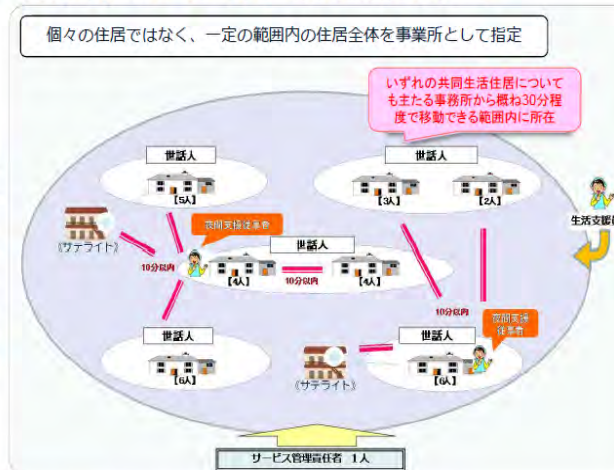 個々の住居ではなく、一定の範囲内の住居全体を事業所として指定
いずれの共同生活住居について
も主たる事務所から概ね30分程
度で移動できる範囲内に所在
世話人
【5人】
世話人
【3人】
【2人】
生活支援
(サテライト)
夜間支援従事者
10分以内
世話人
【4人】
10分以内
【4人】
10分以内
世話人
【6人】
(サテライト)
世話人
【6人】
夜間支援
従事者
サービス管理責任者 1人